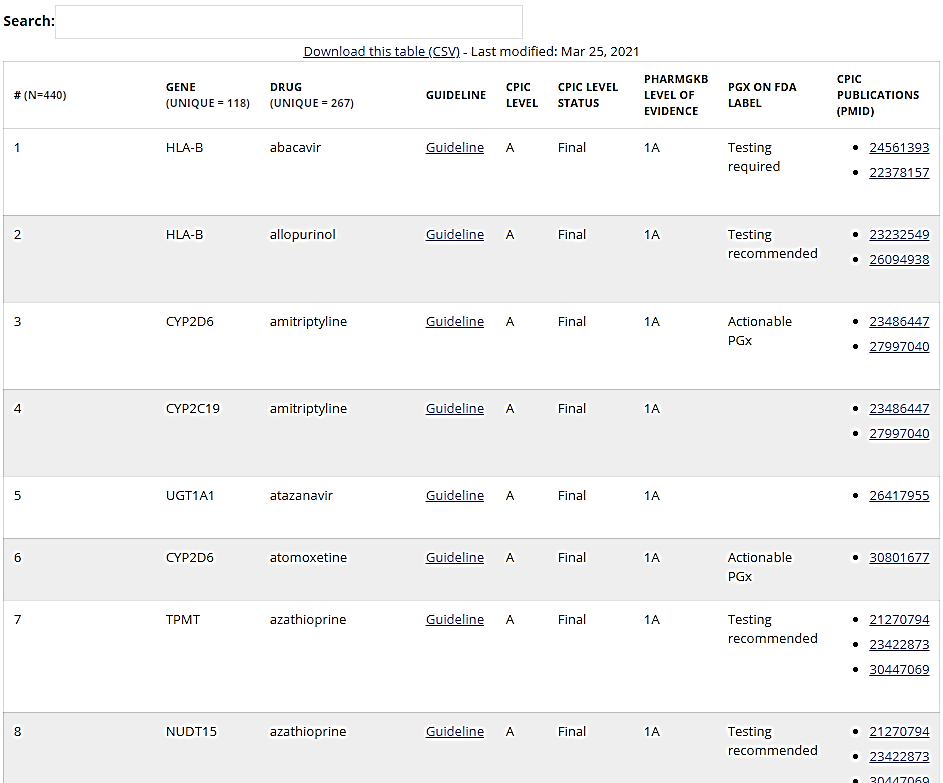 Search:
Download this table (CSV) - Last modified: Mar 25, 2021
# (N=440) GENE (UNIQUE = 118) DRUG (UNIQUE = 267) GUIDELINE CPIC LEVEL CPIC LEVEL STATUS PHARMGKB LEVEL OF EVIDENCE PGX ON FDA LABEL CPIC PUBLICATIONS (PMID)
1 HLA-B abacavir Guideline A Final 1A Testing required • 24561393
• 22378157
2 HLA-B allopurinol Guideline A Final 1A Testing recommended • 23232549
• 26094938
3 CYP2D6 amitriptyline Guideline A Final 1A Actionable PGx • 23486447
• 27997040
4 CYP2C19 amitriptyline Guideline A Final 1A • 23486447
• 27997040
5 UGT1A1 atazanavir Guideline A Final 1A • 26417955
6 CYP2D6 atomoxetine Guideline A Final 1A Actionable PGx • 30801677
7 TPMT azathioprine Guideline A Final 1A Testing recommended • 21270794
• 23422873
• 30447069
8 NUDT15 azathioprine Guideline A Final 1A Testing recommended • 21270794
• 23422873
• 30447069